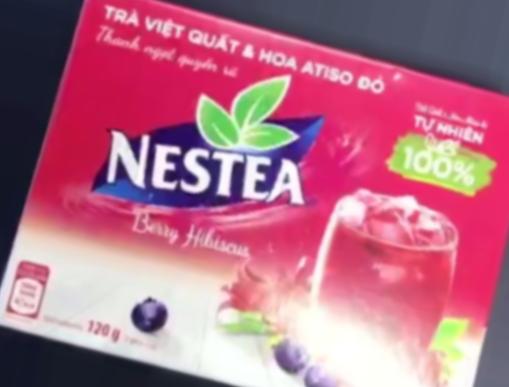 TRÀ VIỆT QUẤT & HOA ATISO ĐỎ
Thanh ngọt quyến rũ
TỰ NHIÊN
100%
NESTEA
Berry Hibiscus
120 g